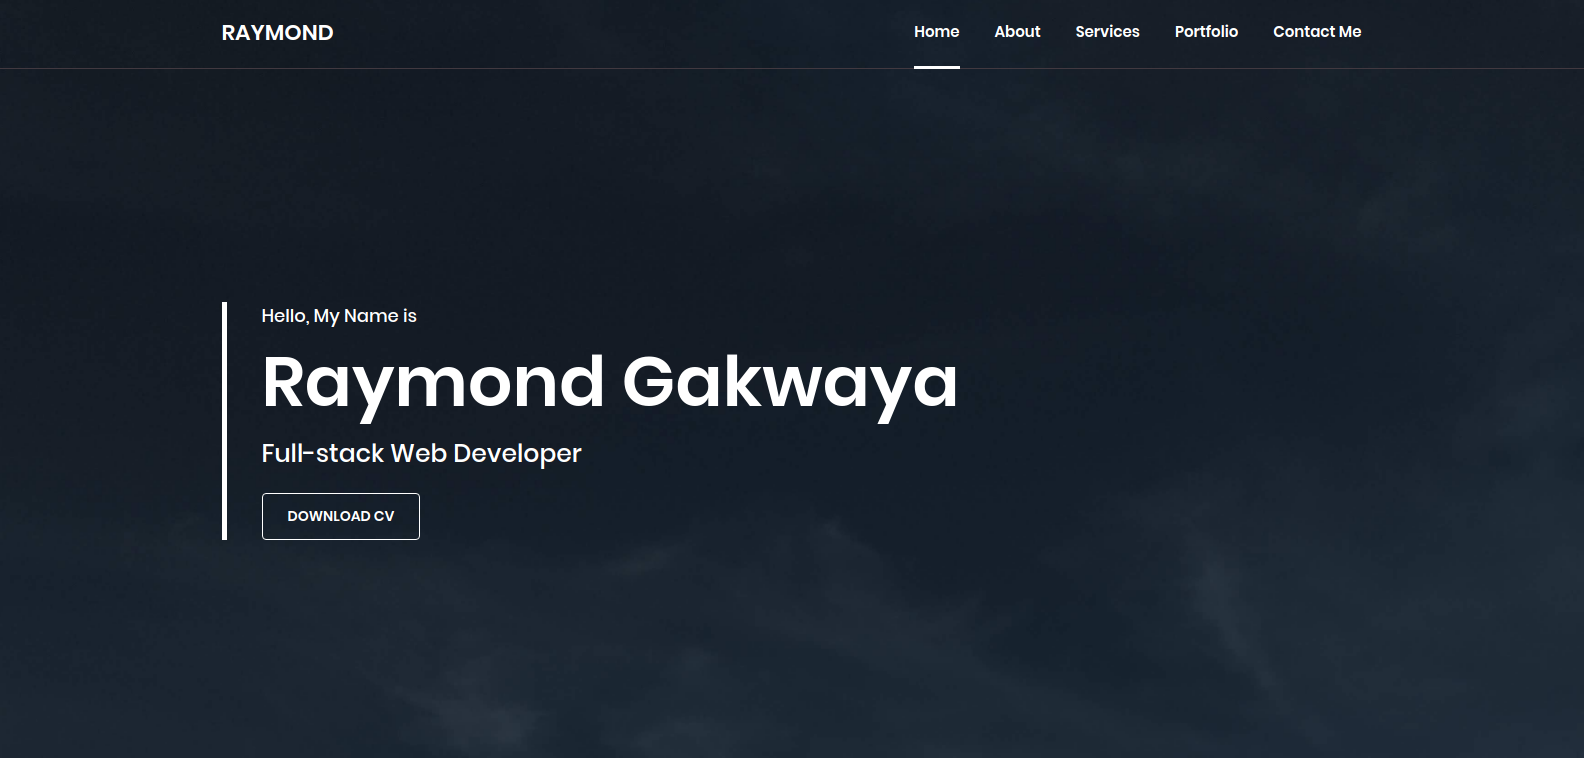 RAYMOND
Home About Services Portfolio Contact Me
Hello, My Name is
Raymond Gakwaya
Full-stack Web Developer
DOWNLOAD CV